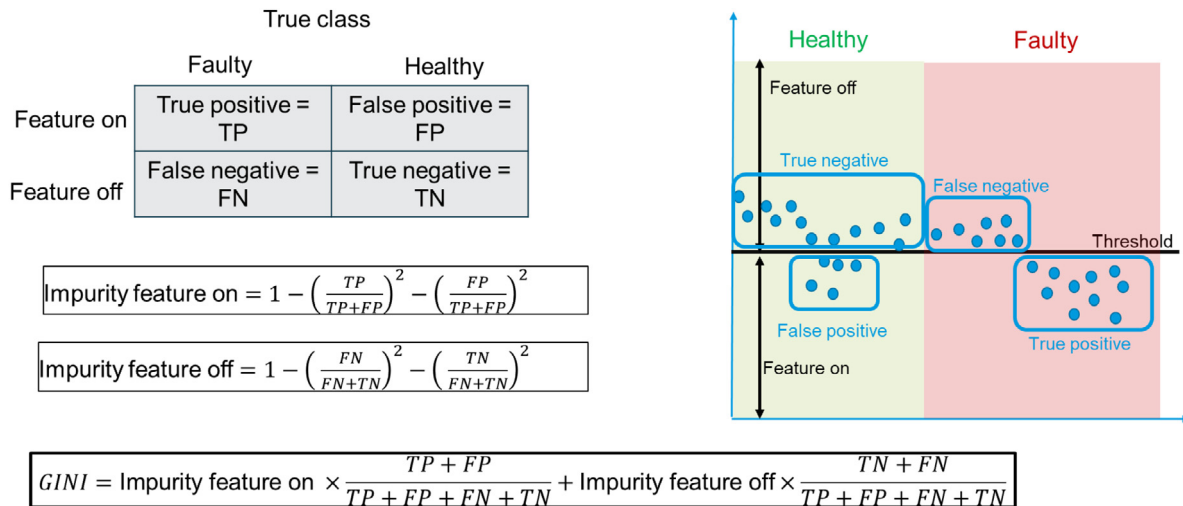 True class
Faulty Healthy
Feature on
True positive =
TP
False positive =
FP
Feature off
False negative =
FN
True negative =
TN
Impurity feature on = 1 − (TP/(TP+FP))² − (FP/(TP+FP))²
Impurity feature off = 1 − (FN/(FN+TN))² − (TN/(FN+TN))²
GINI = Impurity feature on × (TP + FP)/(TP + FP + FN + TN) + Impurity feature off × (TN + FN)/(TP + FP + FN + TN)
Healthy Faulty
Feature off
True negative
False negative
Threshold
False positive
True positive
Feature on